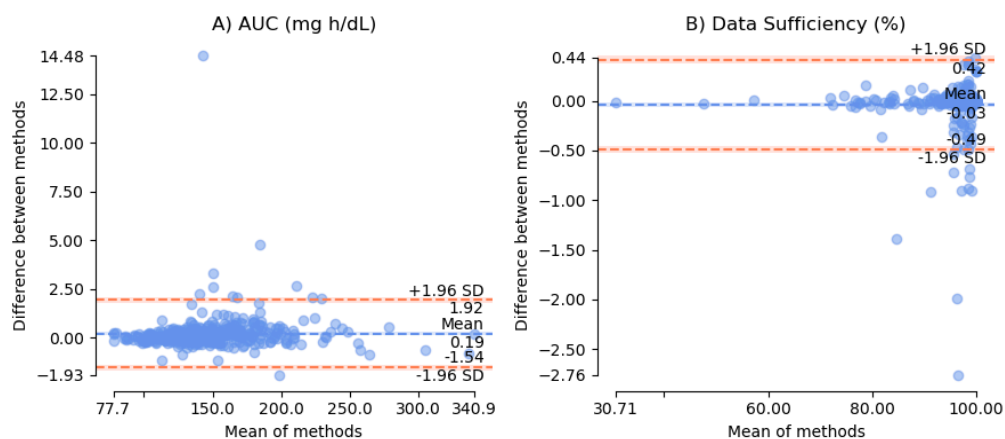 A) AUC (mg h/dL)
14.48
12.50
10.00
7.50
5.00
2.50
0.00
−1.93
Difference between methods
+1.96 SD
1.92
Mean
0.19
-1.54
-1.96 SD
77.7
150.0
200.0
250.0
300.0
340.9
Mean of methods
B) Data Sufficiency (%)
0.44
0.00
−0.50
−1.00
−1.50
−2.00
−2.50
−2.76
Difference between methods
+1.96 SD
0.42
Mean
-0.03
-0.49
-1.96 SD
30.71
60.00
80.00
100.00
Mean of methods